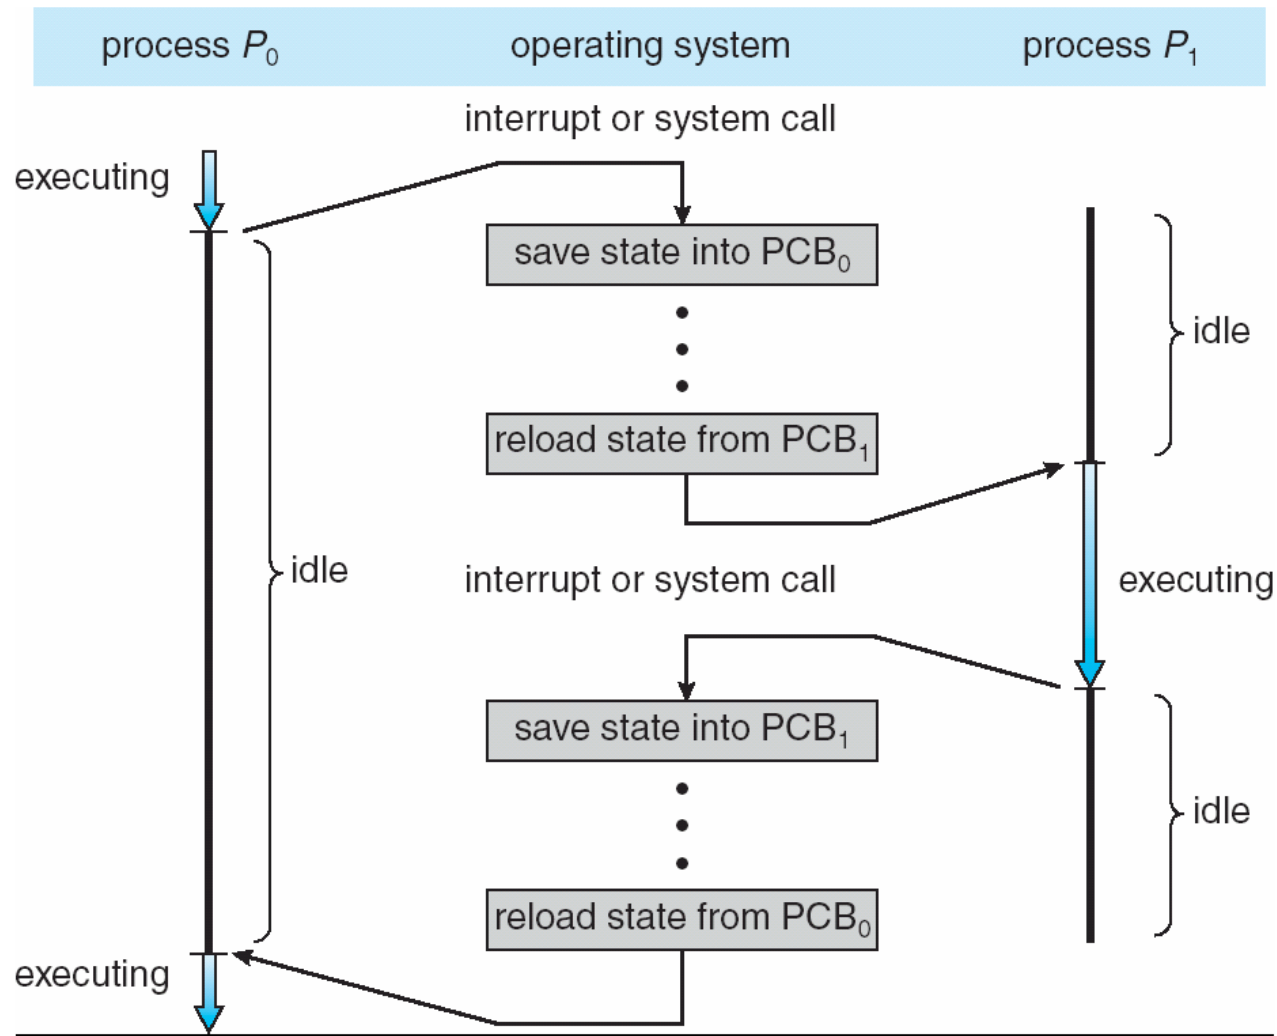 process P₀ operating system process P₁
interrupt or system call
executing
save state into PCB₀
idle
reload state from PCB₁
idle
interrupt or system call
executing
save state into PCB₁
idle
reload state from PCB₀
executing